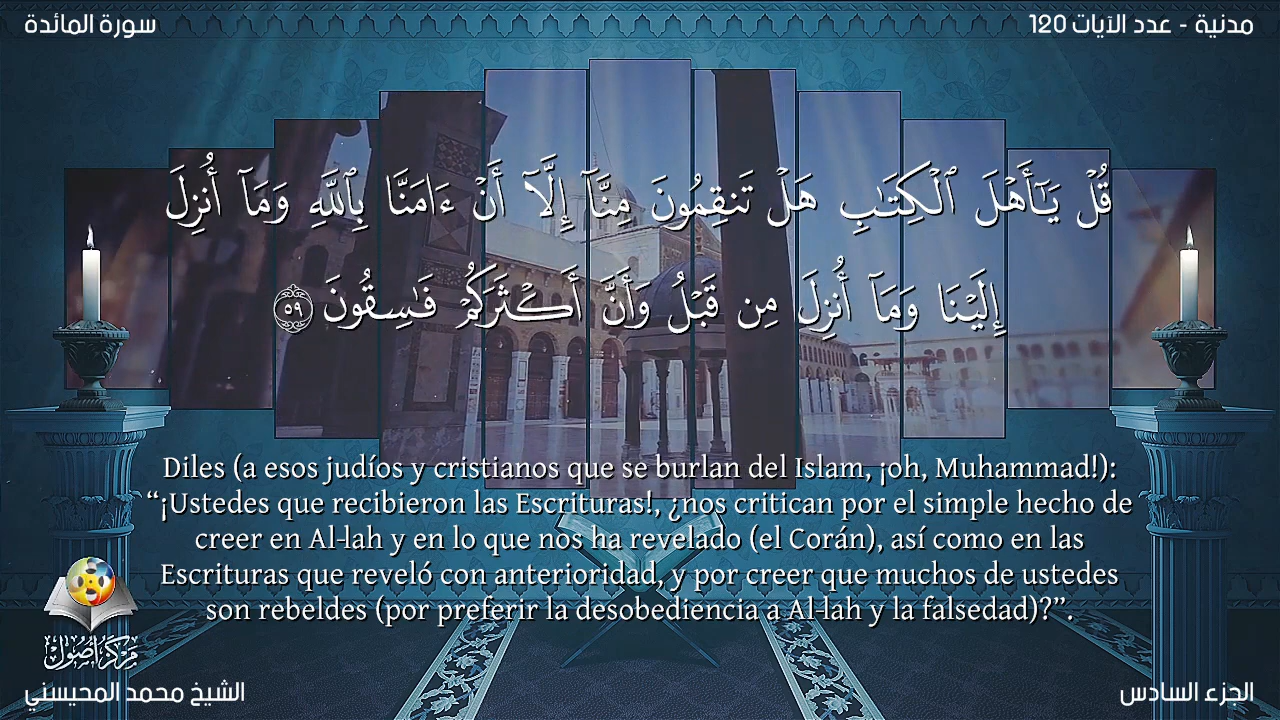 سورة المائدة
مدنية - عدد الآيات 120
قُلْ يَـٰٓأَهْلَ ٱلْكِتَـٰبِ هَلْ تَنقِمُونَ مِنَّآ إِلَّآ أَنْ ءَامَنَّا بِٱللَّهِ وَمَآ أُنزِلَ
إِلَيْنَا وَمَآ أُنزِلَ مِن قَبْلُ وَأَنَّ أَكْثَرَكُمْ فَـٰسِقُونَ ٥٩
Diles (a esos judíos y cristianos que se burlan del Islam, ¡oh, Muhammad!):
“¡Ustedes que recibieron las Escrituras!, ¿nos critican por el simple hecho de
creer en Al-lah y en lo que nos ha revelado (el Corán), así como en las
Escrituras que reveló con anterioridad, y por creer que muchos de ustedes
son rebeldes (por preferir la desobediencia a Al-lah y la falsedad)?”.
مركز أصول
الشيخ محمد المحيسني
الجزء السادس